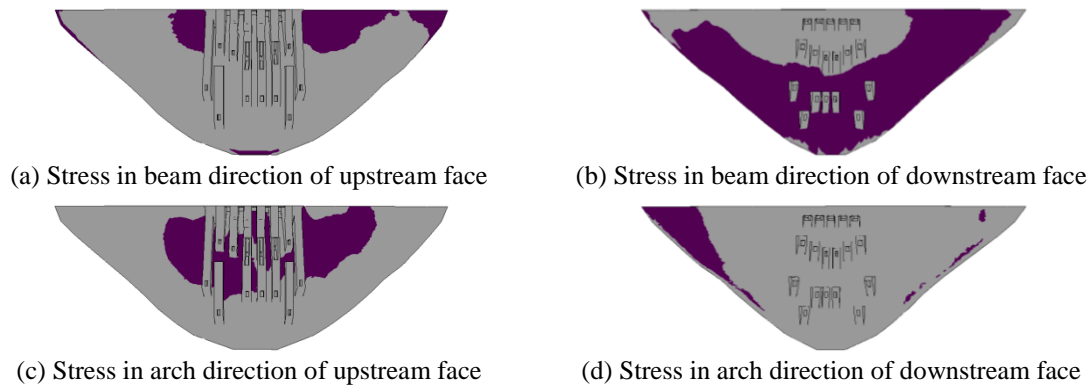 (a) Stress in beam direction of upstream face
(b) Stress in beam direction of downstream face
(c) Stress in arch direction of upstream face
(d) Stress in arch direction of downstream face